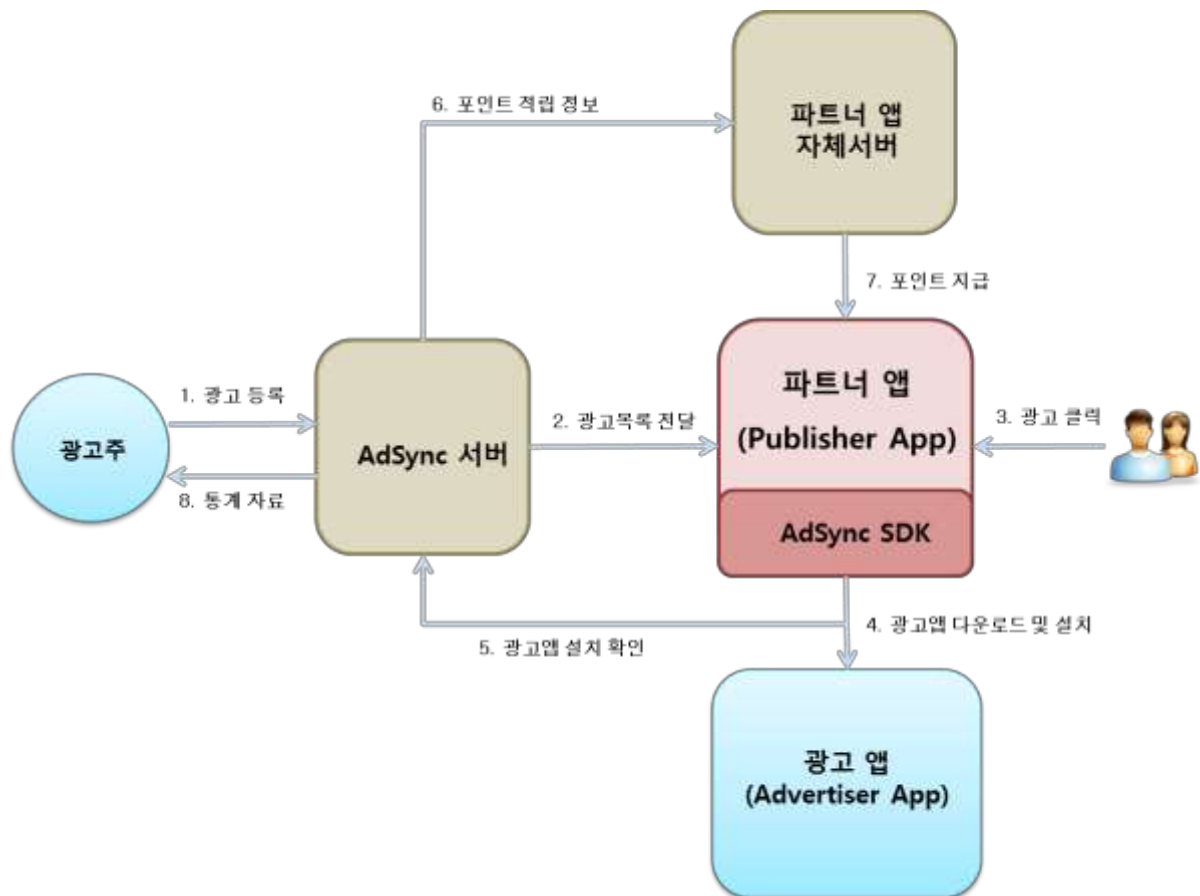 파트너 앱
자체서버
6. 포인트 적립 정보
7. 포인트 지급
파트너 앱
(Publisher App)
1. 광고 등록
2. 광고목록 전달
3. 광고 클릭
광고주
AdSync 서버
8. 통계 자료
AdSync SDK
4. 광고앱 다운로드 및 설치
5. 광고앱 설치 확인
광고 앱
(Advertiser App)